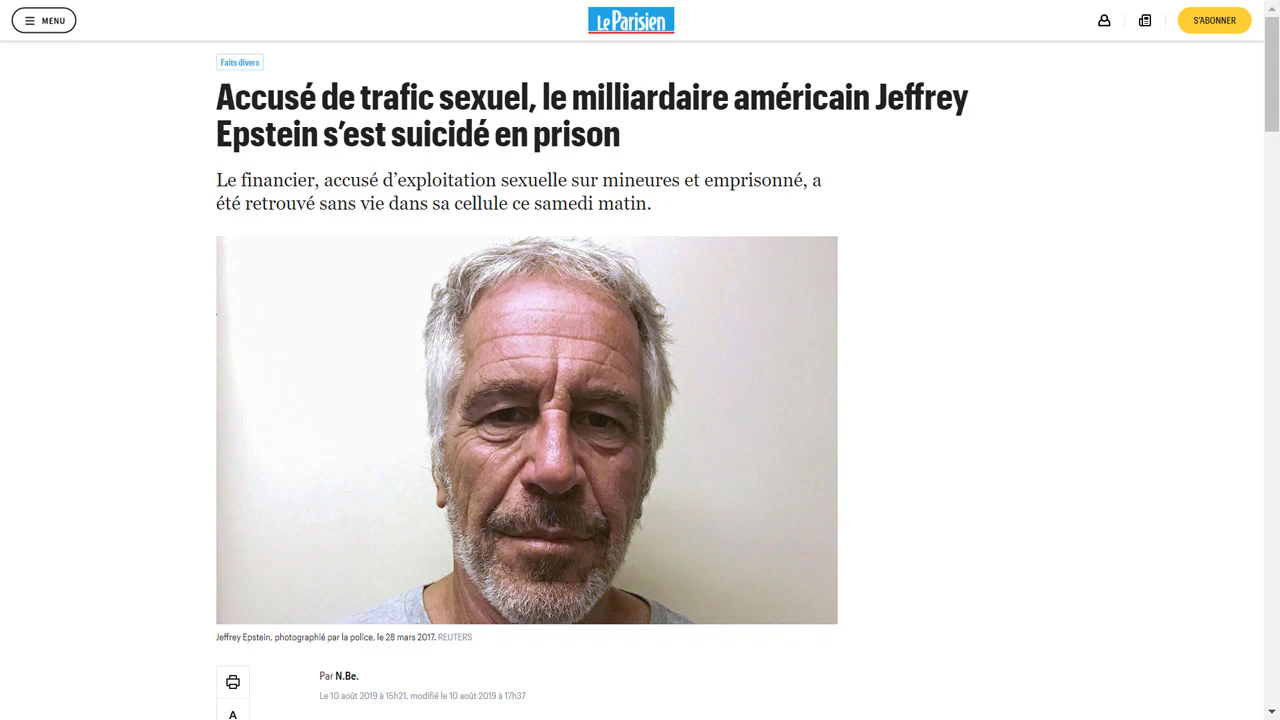 MENU
Le Parisien
S'ABONNER
Faits divers
Accusé de trafic sexuel, le milliardaire américain Jeffrey
Epstein s’est suicidé en prison
Le financier, accusé d’exploitation sexuelle sur mineures et emprisonné, a
été retrouvé sans vie dans sa cellule ce samedi matin.
Jeffrey Epstein, photographié par la police, le 28 mars 2017. REUTERS
Par N.Be.
Le 10 août 2019 à 15h21, modifié le 10 août 2019 à 17h37
A